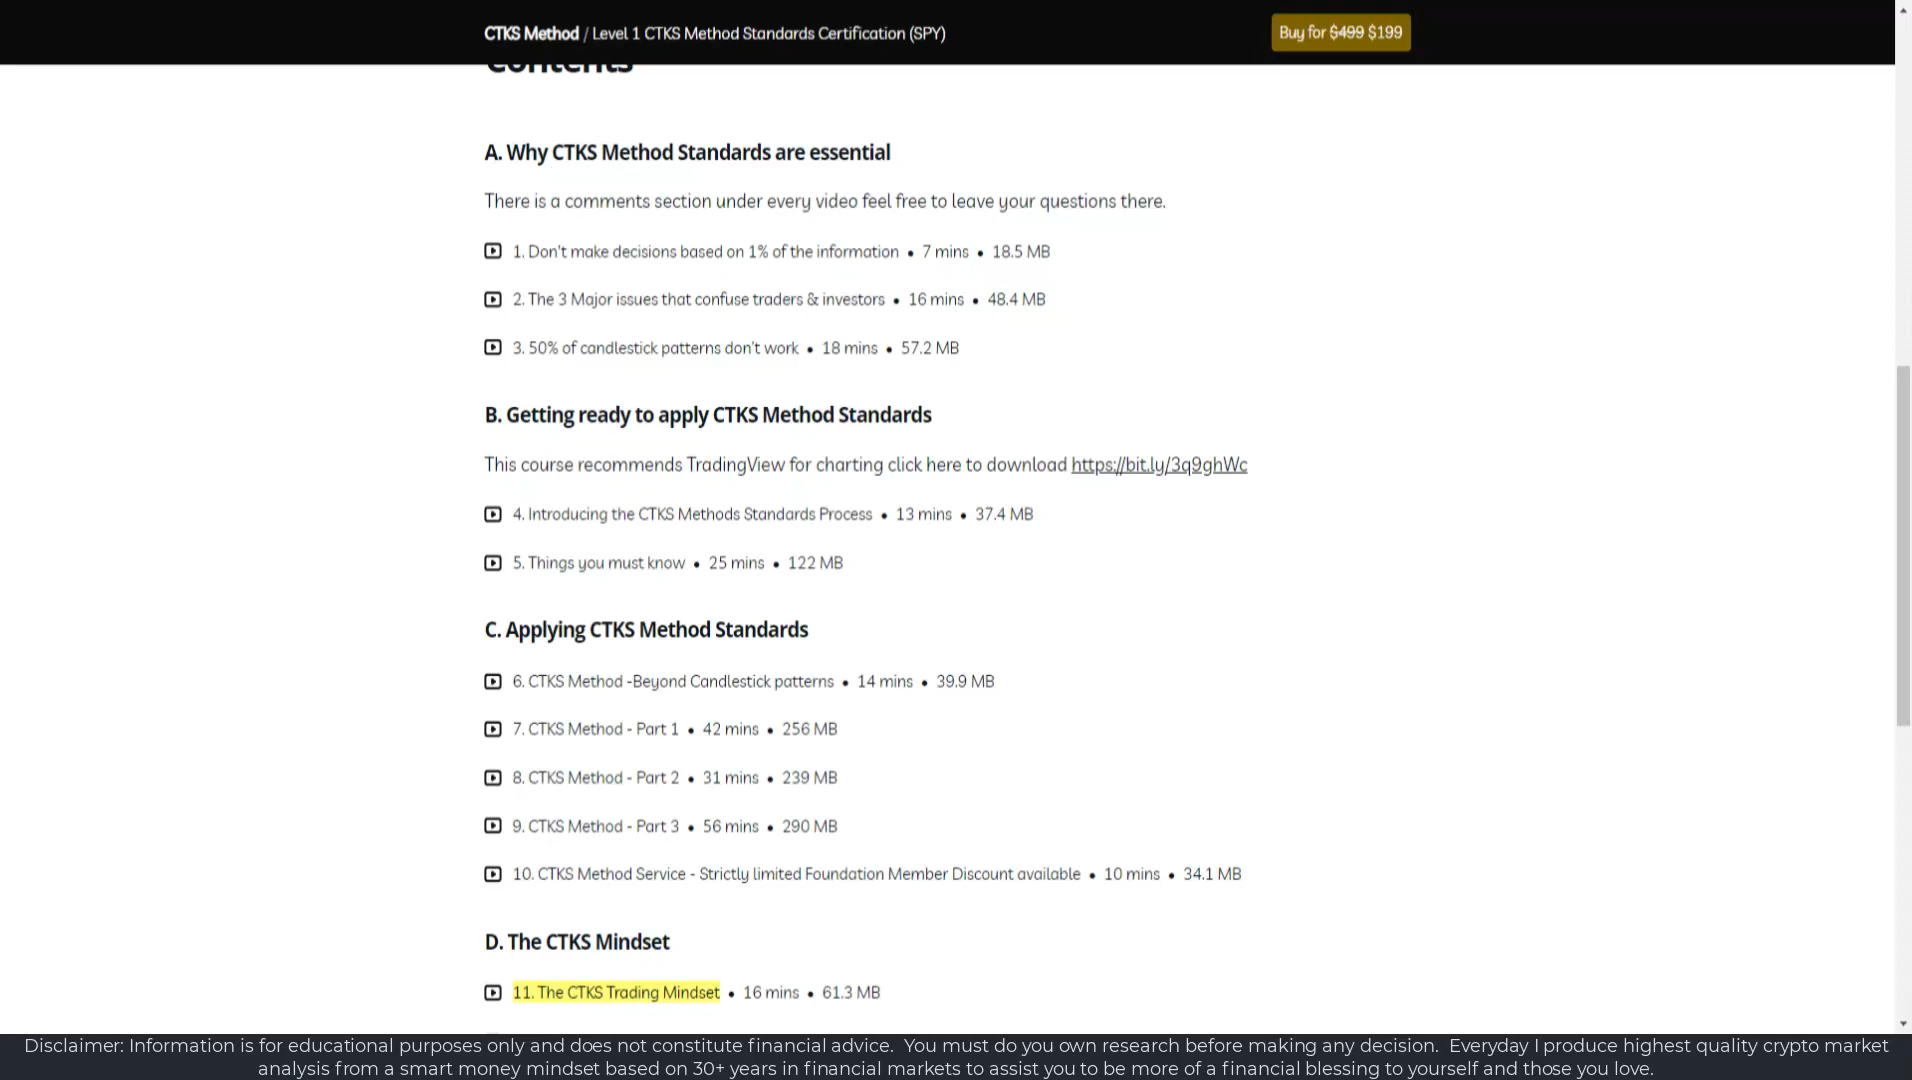 CTKS Method / Level 1 CTKS Method Standards Certification (SPY)
Buy for $499 $199
Contents
A. Why CTKS Method Standards are essential
There is a comments section under every video feel free to leave your questions there.
1. Don't make decisions based on 1% of the information • 7 mins • 18.5 MB
2. The 3 Major issues that confuse traders & investors • 16 mins • 48.4 MB
3. 50% of candlestick patterns don't work • 18 mins • 57.2 MB
B. Getting ready to apply CTKS Method Standards
This course recommends TradingView for charting click here to download https://bit.ly/3q9ghWc
4. Introducing the CTKS Methods Standards Process • 13 mins • 37.4 MB
5. Things you must know • 25 mins • 122 MB
C. Applying CTKS Method Standards
6. CTKS Method -Beyond Candlestick patterns • 14 mins • 39.9 MB
7. CTKS Method - Part 1 • 42 mins • 256 MB
8. CTKS Method - Part 2 • 31 mins • 239 MB
9. CTKS Method - Part 3 • 56 mins • 290 MB
10. CTKS Method Service - Strictly limited Foundation Member Discount available • 10 mins • 34.1 MB
D. The CTKS Mindset
11. The CTKS Trading Mindset • 16 mins • 61.3 MB
Disclaimer: Information is for educational purposes only and does not constitute financial advice. You must do you own research before making any decision. Everyday I produce highest quality crypto market
analysis from a smart money mindset based on 30+ years in financial markets to assist you to be more of a financial blessing to yourself and those you love.